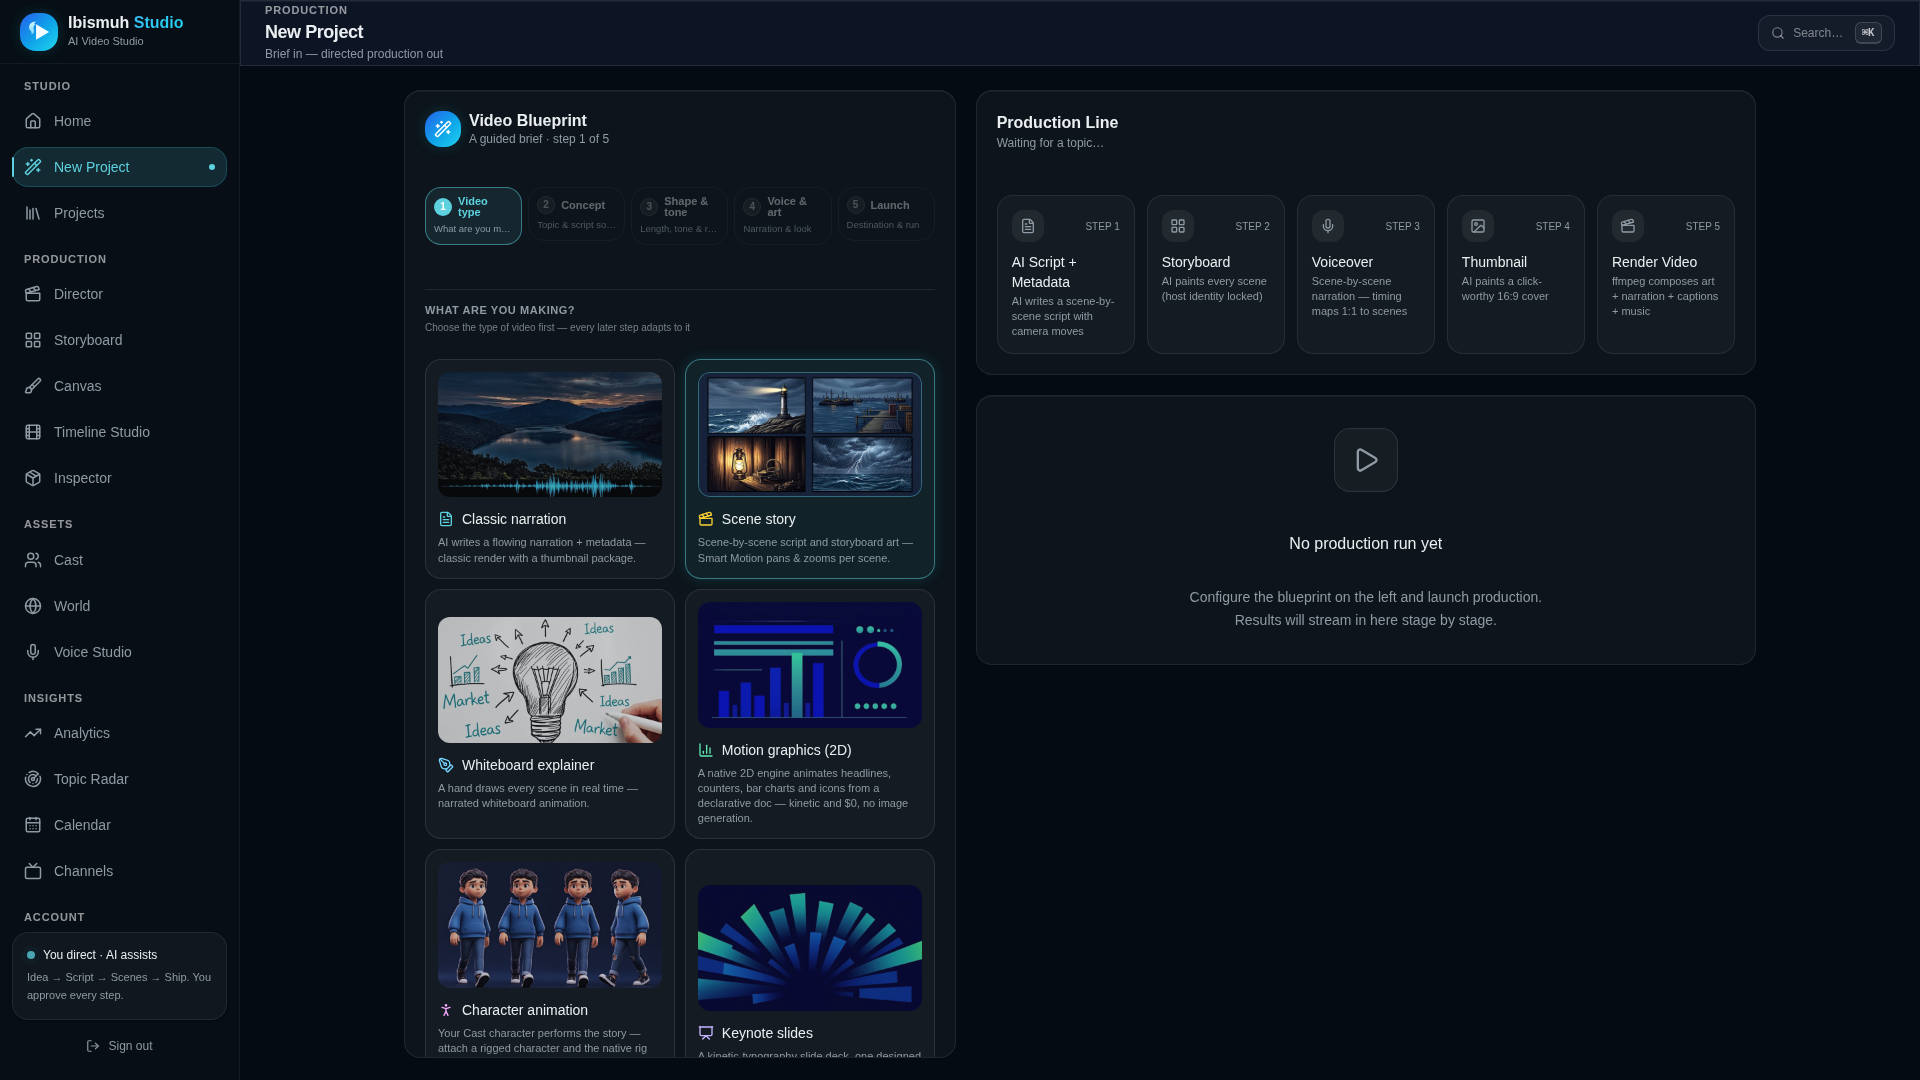 Ibismuh Studio
AI Video Studio
STUDIO
Home
New Project
Projects
PRODUCTION
Director
Storyboard
Canvas
Timeline Studio
Inspector
ASSETS
Cast
World
Voice Studio
INSIGHTS
Analytics
Topic Radar
Calendar
Channels
ACCOUNT
You direct · AI assists
Idea → Script → Scenes → Ship. You
approve every step.
Sign out
PRODUCTION
New Project
Brief in — directed production out
Search…
⌘K
Video Blueprint
A guided brief · step 1 of 5
1
Video
type
What are you m…
2
Concept
Topic & script so…
3
Shape &
tone
Length, tone & r…
4
Voice &
art
Narration & look
5
Launch
Destination & run
WHAT ARE YOU MAKING?
Choose the type of video first — every later step adapts to it
Classic narration
AI writes a flowing narration + metadata —
classic render with a thumbnail package.
Scene story
Scene-by-scene script and storyboard art —
Smart Motion pans & zooms per scene.
Ideas
Ideas
Market
Ideas
Ideas
Market
Whiteboard explainer
A hand draws every scene in real time —
narrated whiteboard animation.
Motion graphics (2D)
A native 2D engine animates headlines,
counters, bar charts and icons from a
declarative doc — kinetic and $0, no image
generation.
Character animation
Your Cast character performs the story —
attach a rigged character and the native rig
Keynote slides
A kinetic-typography slide deck, one designed
Production Line
Waiting for a topic…
STEP 1
AI Script +
Metadata
AI writes a scene-by-
scene script with
camera moves
STEP 2
Storyboard
AI paints every scene
(host identity locked)
STEP 3
Voiceover
Scene-by-scene
narration — timing
maps 1:1 to scenes
STEP 4
Thumbnail
AI paints a click-
worthy 16:9 cover
STEP 5
Render Video
ffmpeg composes art
+ narration + captions
+ music
No production run yet
Configure the blueprint on the left and launch production.
Results will stream in here stage by stage.